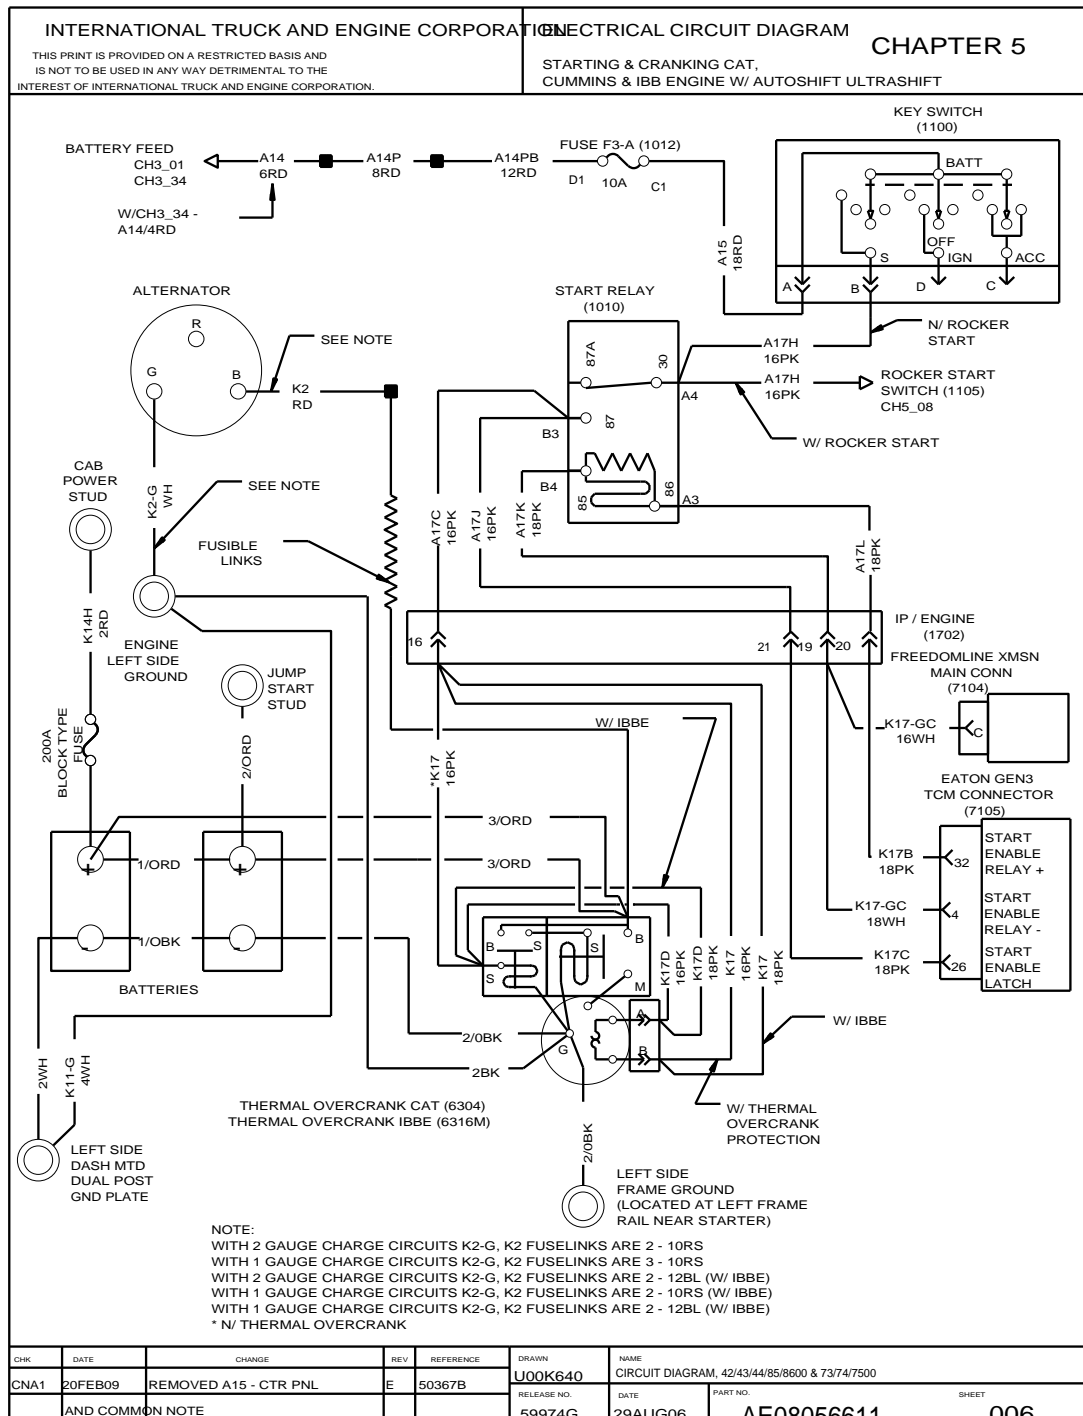 INTERNATIONAL TRUCK AND ENGINE CORPORATION
THIS PRINT IS PROVIDED ON A RESTRICTED BASIS AND
IS NOT TO BE USED IN ANY WAY DETRIMENTAL TO THE
INTEREST OF INTERNATIONAL TRUCK AND ENGINE CORPORATION.
ELECTRICAL CIRCUIT DIAGRAM
CHAPTER 5
STARTING & CRANKING CAT,
CUMMINS & IBB ENGINE W/ AUTOSHIFT ULTRASHIFT
KEY SWITCH
(1100)
BATTERY FEED
CH3_01
CH3_34
A14
6RD
A14P
8RD
A14PB
12RD
FUSE F3-A (1012)
D1
10A
C1
BATT
W/CH3_34 -
A14/4RD
A15
18RD
OFF
S
IGN
ACC
A
B
D
C
ALTERNATOR
START RELAY
(1010)
R
SEE NOTE
G
B
K2
RD
87A
30
A17H
16PK
N/ ROCKER
START
A17H
16PK
ROCKER START
SWITCH (1105)
CH5_08
A4
87
B3
W/ ROCKER START
CAB
POWER
STUD
K2-G
WH
SEE NOTE
B4
85
86
A3
A17C
16PK
A17J
16PK
A17K
18PK
A17L
18PK
FUSIBLE
LINKS
K14H
2RD
ENGINE
LEFT SIDE
GROUND
IP / ENGINE
(1702)
16
21
19
20
FREEDOMLINE XMSN
MAIN CONN
(7104)
JUMP
START
STUD
200A
BLOCK TYPE
FUSE
2/ORD
W/ IBBE
K17-GC
16WH
C
*K17
16PK
EATON GEN3
TCM CONNECTOR
(7105)
3/ORD
1/ORD
3/ORD
K17B
18PK
32
START
ENABLE
RELAY +
K17-GC
18WH
4
START
ENABLE
RELAY -
K17C
18PK
26
START
ENABLE
LATCH
+
+
1/OBK
-
-
BATTERIES
B
S
S
B
S
M
K17D
16PK
K17D
18PK
K17
16PK
K17
18PK
2/0BK
G
A
B
W/ IBBE
2BK
2WH
K11-G
4WH
THERMAL OVERCRANK CAT (6304)
THERMAL OVERCRANK IBBE (6316M)
W/ THERMAL
OVERCRANK
PROTECTION
2/0BK
LEFT SIDE
DASH MTD
DUAL POST
GND PLATE
LEFT SIDE
FRAME GROUND
(LOCATED AT LEFT FRAME
RAIL NEAR STARTER)
NOTE:
WITH 2 GAUGE CHARGE CIRCUITS K2-G, K2 FUSELINKS ARE 2 - 10RS
WITH 1 GAUGE CHARGE CIRCUITS K2-G, K2 FUSELINKS ARE 3 - 10RS
WITH 2 GAUGE CHARGE CIRCUITS K2-G, K2 FUSELINKS ARE 2 - 12BL (W/ IBBE)
WITH 1 GAUGE CHARGE CIRCUITS K2-G, K2 FUSELINKS ARE 2 - 10RS (W/ IBBE)
WITH 1 GAUGE CHARGE CIRCUITS K2-G, K2 FUSELINKS ARE 2 - 12BL (W/ IBBE)
* N/ THERMAL OVERCRANK
CHK DATE CHANGE REV REFERENCE
CNA1 20FEB09 REMOVED A15 - CTR PNL E 50367B
AND COMMON NOTE
DRAWN
U00K640
NAME
CIRCUIT DIAGRAM, 42/43/44/85/8600 & 73/74/7500
RELEASE NO.
59974G
DATE
29AUG06
PART NO.
AE08056611
SHEET
006